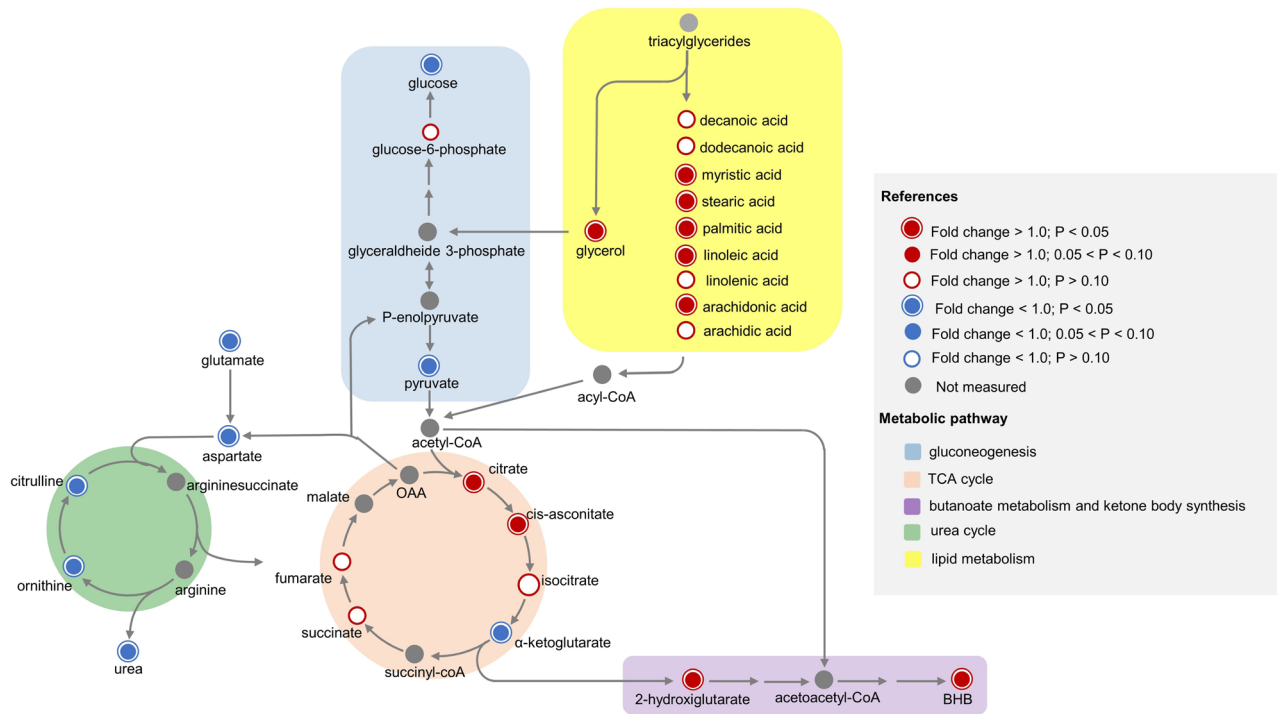 triacylglycerides
glucose
decanoic acid
glucose-6-phosphate
dodecanoic acid
myristic acid
stearic acid
palmitic acid
glyceraldheide 3-phosphate
glycerol
linoleic acid
linolenic acid
arachidonic acid
P-enolpyruvate
arachidic acid
glutamate
pyruvate
acyl-CoA
acetyl-CoA
aspartate
citrulline
argininesuccinate
citrate
OAA
malate
cis-asconitate
ornithine
arginine
fumarate
isocitrate
succinate
α-ketoglutarate
urea
succinyl-coA
2-hydroxiglutarate
acetoacetyl-CoA
BHB
References
Fold change > 1.0; P < 0.05
Fold change > 1.0; 0.05 < P < 0.10
Fold change > 1.0; P > 0.10
Fold change < 1.0; P < 0.05
Fold change < 1.0; 0.05 < P < 0.10
Fold change < 1.0; P > 0.10
Not measured
Metabolic pathway
gluconeogenesis
TCA cycle
butanoate metabolism and ketone body synthesis
urea cycle
lipid metabolism